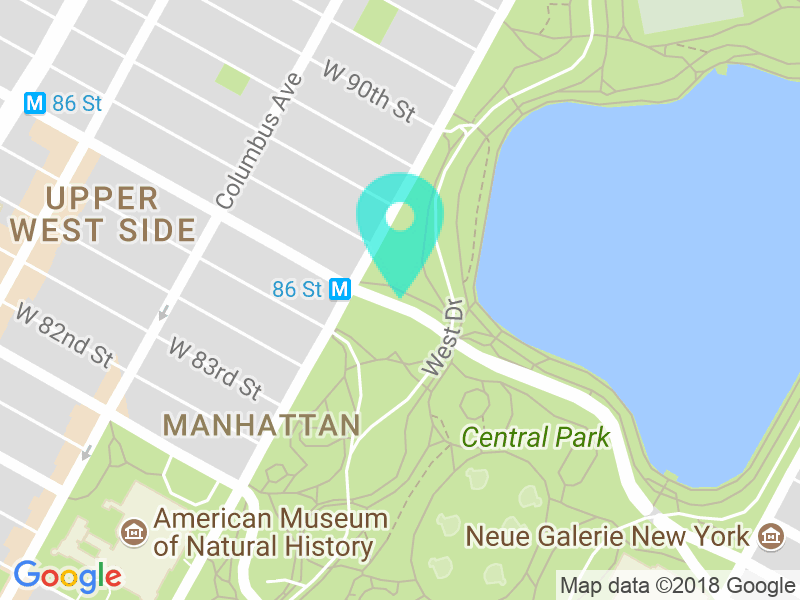 W 90th St
Columbus Ave
M 86 St
UPPER
WEST SIDE
86 St M
W 82nd St
W 83rd St
West Dr
MANHATTAN
Central Park
American Museum
of Natural History
Neue Galerie New York
Google
Map data ©2018 Google